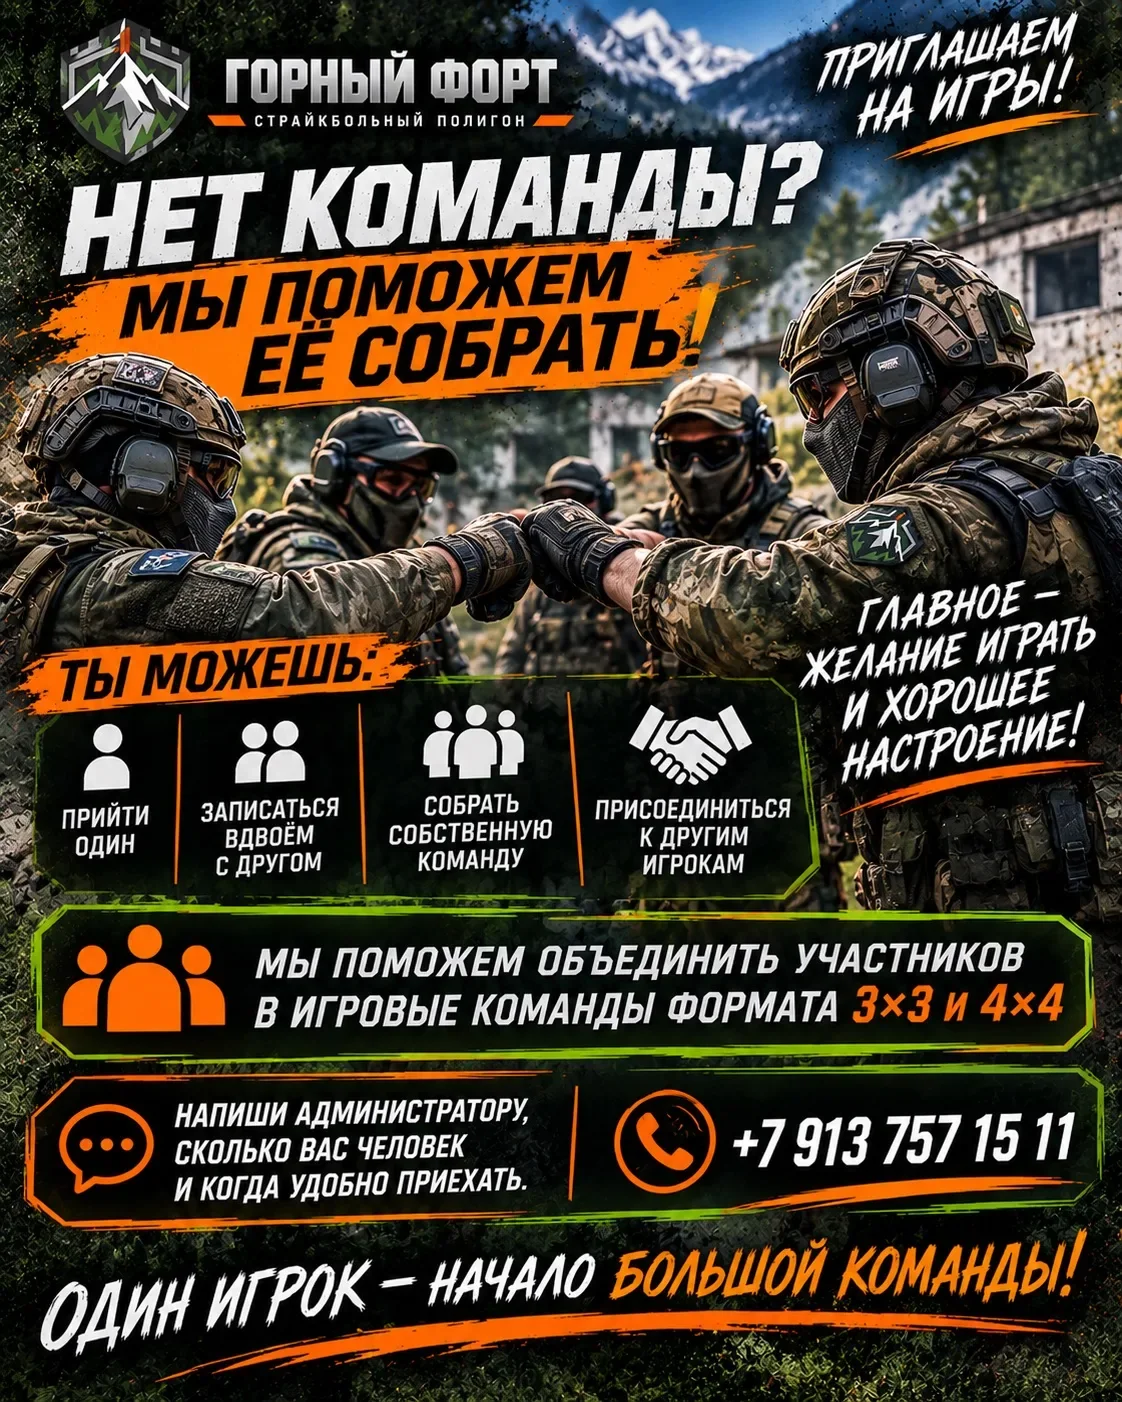 ГОРНЫЙ ФОРТ
СТРАЙКБОЛЬНЫЙ ПОЛИГОН
ПРИГЛАШАЕМ
НА ИГРЫ!
НЕТ КОМАНДЫ?
МЫ ПОМОЖЕМ
ЕЁ СОБРАТЬ!
ГЛАВНОЕ –
ЖЕЛАНИЕ ИГРАТЬ
И ХОРОШЕЕ
НАСТРОЕНИЕ!
ТЫ МОЖЕШЬ:
ПРИЙТИ
ОДИН
ЗАПИСАТЬСЯ
ВДВОЁМ
С ДРУГОМ
СОБРАТЬ
СОБСТВЕННУЮ
КОМАНДУ
ПРИСОЕДИНИТЬСЯ
К ДРУГИМ
ИГРОКАМ
МЫ ПОМОЖЕМ ОБЪЕДИНИТЬ УЧАСТНИКОВ
В ИГРОВЫЕ КОМАНДЫ ФОРМАТА 3×3 И 4×4
НАПИШИ АДМИНИСТРАТОРУ,
СКОЛЬКО ВАС ЧЕЛОВЕК
И КОГДА УДОБНО ПРИЕХАТЬ.
+7 913 757 15 11
ОДИН ИГРОК – НАЧАЛО БОЛЬШОЙ КОМАНДЫ!